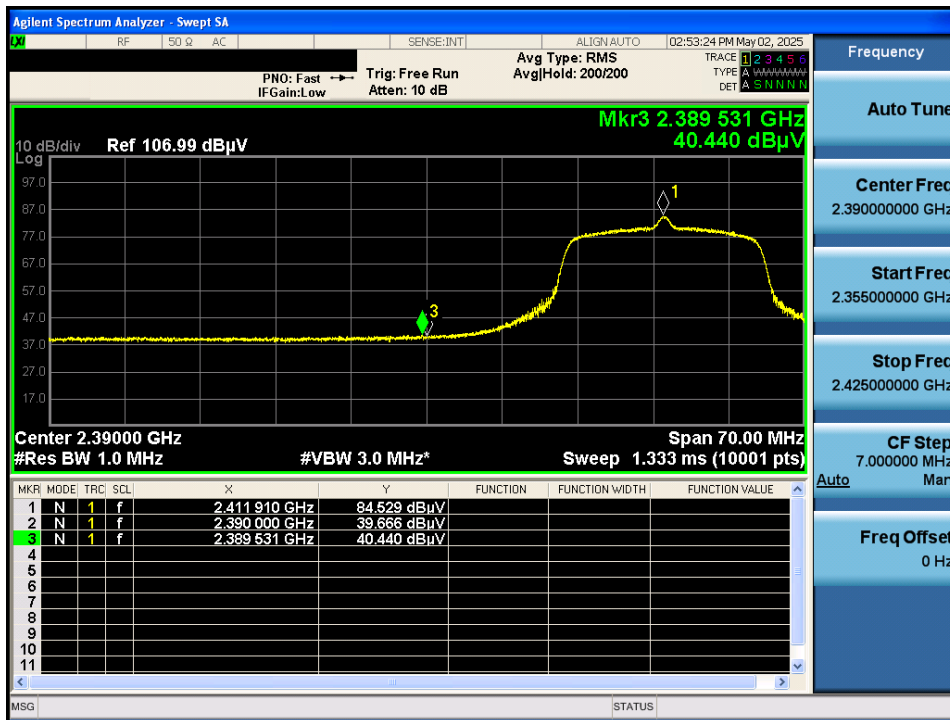 Agilent Spectrum Analyzer - Swept SA
LXI RF 50 Ω AC SENSE:INT ALIGN AUTO 02:53:24 PM May 02, 2025
PNO: Fast Trig: Free Run Avg Type: RMS TRACE 1 2 3 4 5 6
IFGain:Low Atten: 10 dB Avg|Hold: 200/200 TYPE A WWWWW
DET A S N N N N
Mkr3 2.389 531 GHz
40.440 dBµV
10 dB/div Ref 106.99 dBµV
Log
97.0
87.0
77.0
67.0
57.0
47.0
37.0
27.0
17.0
1
3
Center 2.39000 GHz Span 70.00 MHz
#Res BW 1.0 MHz #VBW 3.0 MHz* Sweep 1.333 ms (10001 pts)
MKR MODE TRC SCL X Y FUNCTION FUNCTION WIDTH FUNCTION VALUE
1 N 1 f 2.411 910 GHz 84.529 dBµV
2 N 1 f 2.390 000 GHz 39.666 dBµV
3 N 1 f 2.389 531 GHz 40.440 dBµV
4
5
6
7
8
9
10
11
MSG STATUS
Frequency
Auto Tune
Center Freq
2.390000000 GHz
Start Freq
2.355000000 GHz
Stop Freq
2.425000000 GHz
CF Step
7.000000 MHz
Auto Man
Freq Offset
0 Hz